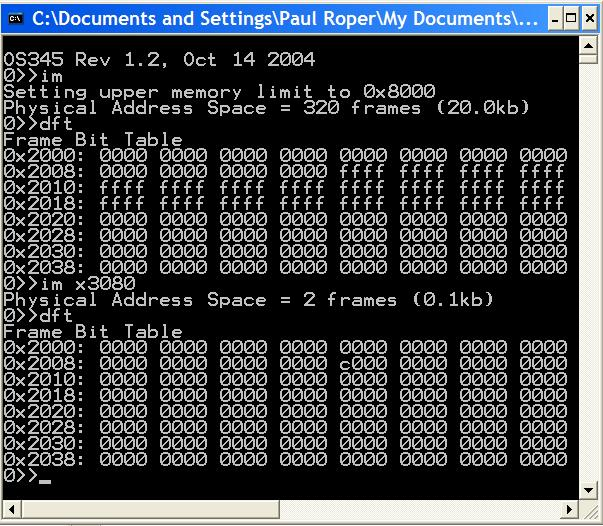 C:\Documents and Settings\Paul Roper\My Documents\...
OS345 Rev 1.2, Oct 14 2004
0>>im
Setting upper memory limit to 0x8000
Physical Address Space = 320 frames (20.0kb)
0>>dft
Frame Bit Table
0x2000: 0000 0000 0000 0000 0000 0000 0000 0000
0x2008: 0000 0000 0000 0000 ffff ffff ffff ffff
0x2010: ffff ffff ffff ffff ffff ffff ffff ffff
0x2018: ffff ffff ffff ffff ffff ffff ffff ffff
0x2020: 0000 0000 0000 0000 0000 0000 0000 0000
0x2028: 0000 0000 0000 0000 0000 0000 0000 0000
0x2030: 0000 0000 0000 0000 0000 0000 0000 0000
0x2038: 0000 0000 0000 0000 0000 0000 0000 0000
0>>im x3080
Physical Address Space = 2 frames (0.1kb)
0>>dft
Frame Bit Table
0x2000: 0000 0000 0000 0000 0000 0000 0000 0000
0x2008: 0000 0000 0000 0000 c000 0000 0000 0000
0x2010: 0000 0000 0000 0000 0000 0000 0000 0000
0x2018: 0000 0000 0000 0000 0000 0000 0000 0000
0x2020: 0000 0000 0000 0000 0000 0000 0000 0000
0x2028: 0000 0000 0000 0000 0000 0000 0000 0000
0x2030: 0000 0000 0000 0000 0000 0000 0000 0000
0x2038: 0000 0000 0000 0000 0000 0000 0000 0000
0>>_